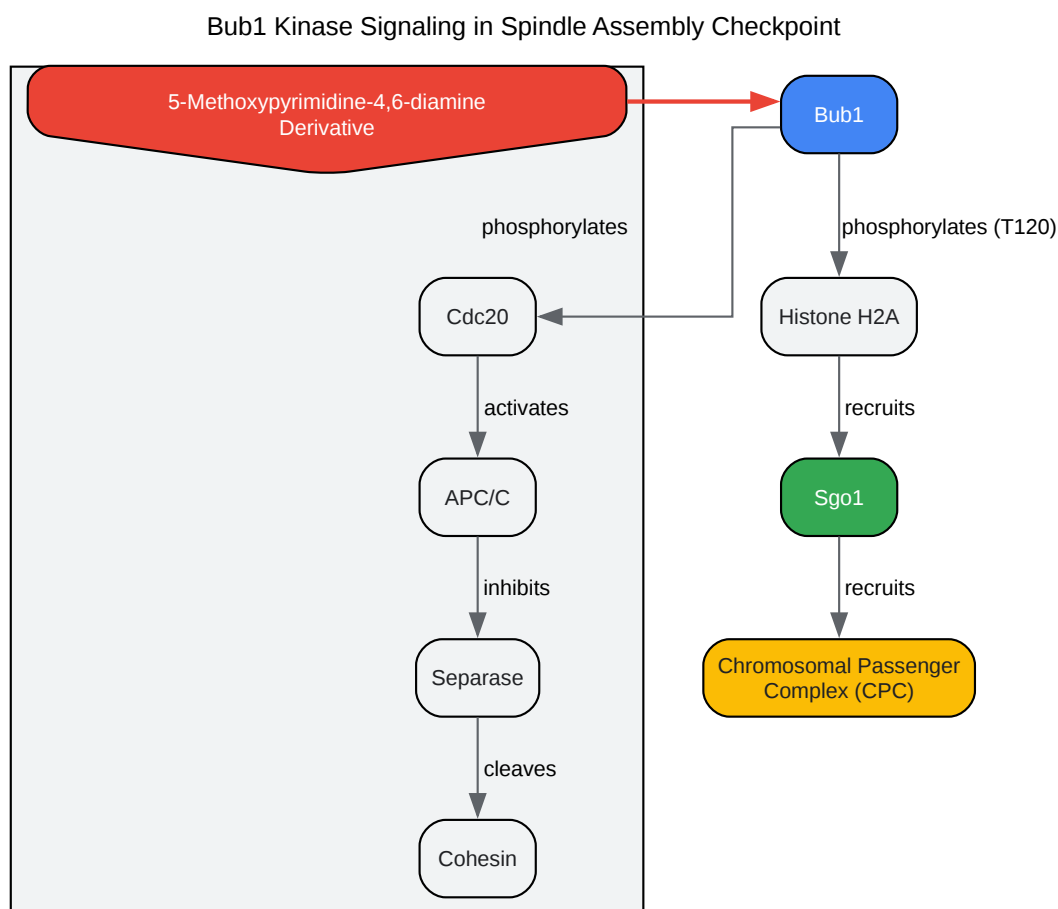 Bub1 Kinase Signaling in Spindle Assembly Checkpoint
5-Methoxypyrimidine-4,6-diamine
Derivative
Bub1
phosphorylates
phosphorylates (T120)
Cdc20
Histone H2A
activates
recruits
APC/C
Sgo1
inhibits
recruits
Separase
Chromosomal Passenger
Complex (CPC)
cleaves
Cohesin